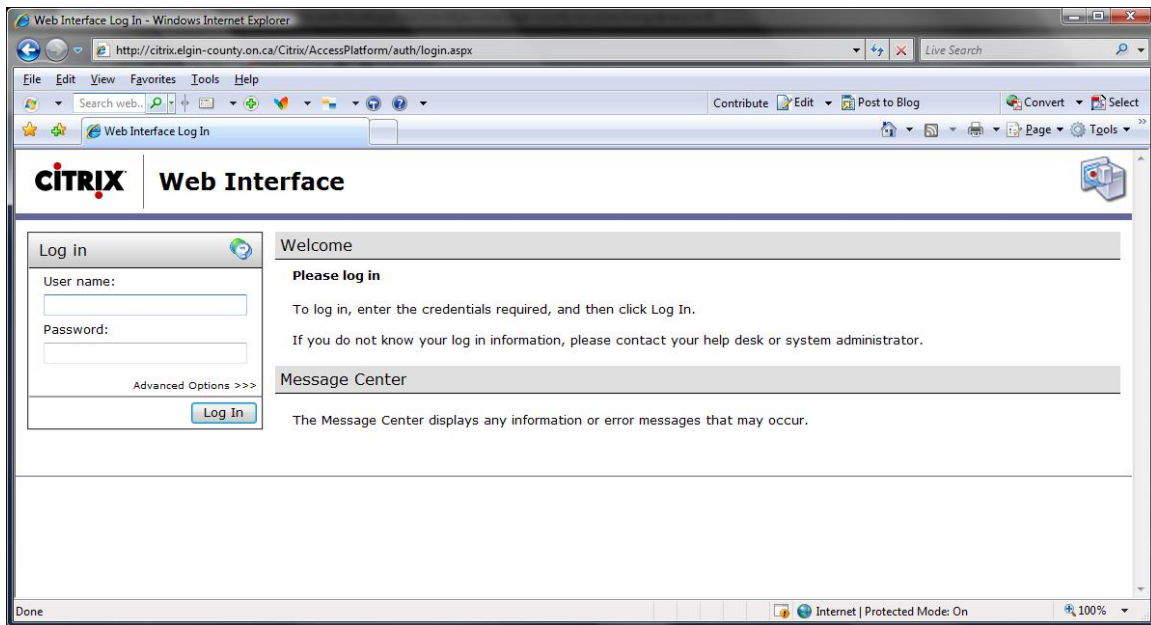 Web Interface Log In - Windows Internet Explorer
http://citrix.elgin-county.on.ca/Citrix/AccessPlatform/auth/login.aspx
Live Search
File Edit View Favorites Tools Help
Search web..
Contribute Edit Post to Blog
Convert Select
Web Interface Log In
Page Tools
CITRIX Web Interface
Log in
User name:
Password:
Advanced Options >>>
Log In
Welcome
Please log in
To log in, enter the credentials required, and then click Log In.
If you do not know your log in information, please contact your help desk or system administrator.
Message Center
The Message Center displays any information or error messages that may occur.
Done
Internet | Protected Mode: On
100%